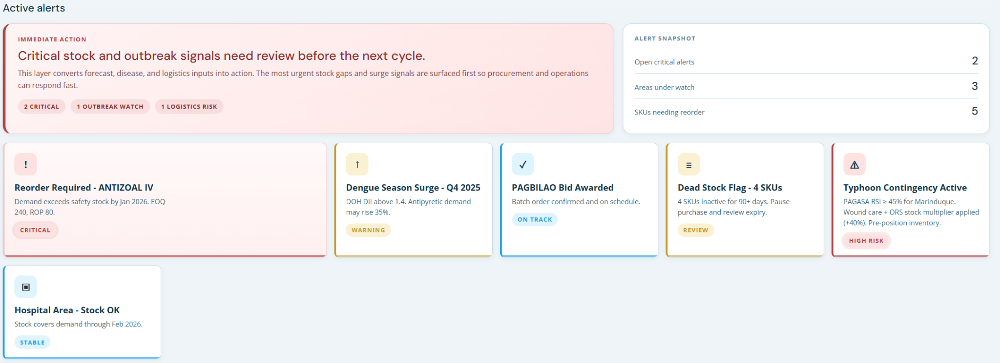 Active alerts
IMMEDIATE ACTION
Critical stock and outbreak signals need review before the next cycle.
This layer converts forecast, disease, and logistics inputs into action. The most urgent stock gaps and surge signals are surfaced first so procurement and operations
can respond fast.
2 CRITICAL
1 OUTBREAK WATCH
1 LOGISTICS RISK
ALERT SNAPSHOT
Open critical alerts 2
Areas under watch 3
SKUs needing reorder 5
!
Reorder Required - ANTIZOAL IV
Demand exceeds safety stock by Jan 2026. EOQ
240, ROP 80.
CRITICAL
↑
Dengue Season Surge - Q4 2025
DOH DII above 1.4. Antipyretic demand
may rise 35%.
WARNING
✓
PAGBILAO Bid Awarded
Batch order confirmed and on schedule.
ON TRACK
≡
Dead Stock Flag - 4 SKUs
4 SKUs inactive for 90+ days. Pause
purchase and review expiry.
REVIEW
⚠
Typhoon Contingency Active
PAGASA RSI ≥ 45% for Marinduque.
Wound care + ORS stock multiplier applied
(+40%). Pre-position inventory.
HIGH RISK
▣
Hospital Area - Stock OK
Stock covers demand through Feb 2026.
STABLE